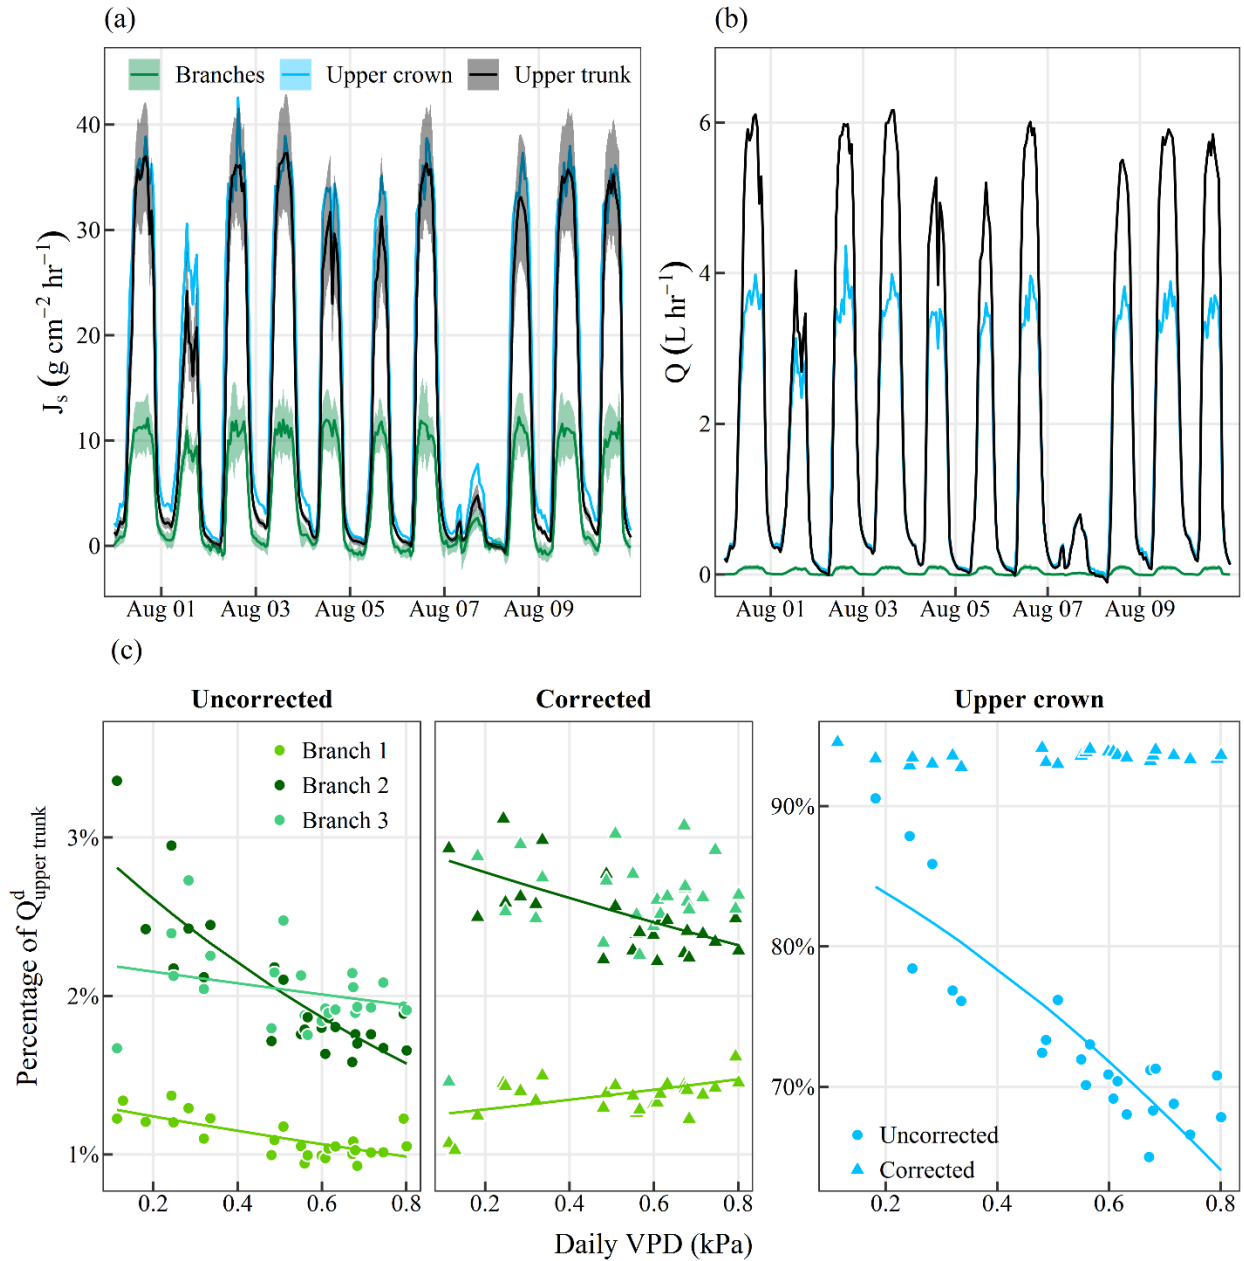 (a)
(b)
Branches
Upper crown
Upper trunk
40
30
20
10
0
Jₛ (g cm⁻² hr⁻¹)
Aug 01
Aug 03
Aug 05
Aug 07
Aug 09
6
4
2
0
Q (L hr⁻¹)
Aug 01
Aug 03
Aug 05
Aug 07
Aug 09
(c)
Uncorrected
Corrected
Upper crown
Branch 1
Branch 2
Branch 3
3%
2%
1%
Percentage of Q^d_upper trunk
90%
80%
70%
Uncorrected
Corrected
0.2
0.4
0.6
0.8
0.2
0.4
0.6
0.8
0.2
0.4
0.6
0.8
Daily VPD (kPa)